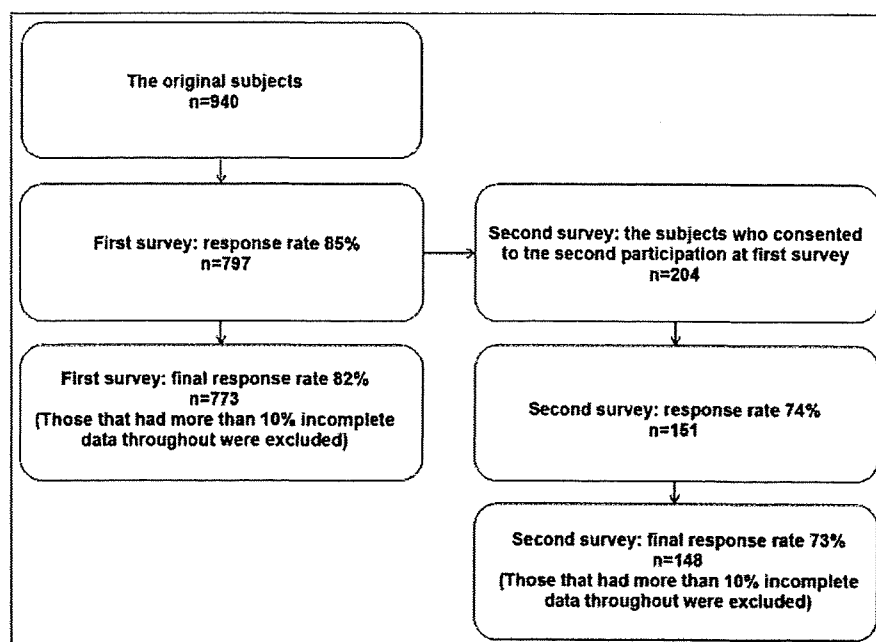 The original subjects
n=940
First survey: response rate 85%
n=797
First survey: final response rate 82%
n=773
(Those that had more than 10% incomplete
data throughout were excluded)
Second survey: the subjects who consented
to tne second participation at first survey
n=204
Second survey: response rate 74%
n=151
Second survey: final response rate 73%
n=148
(Those that had more than 10% incomplete
data throughout were excluded)